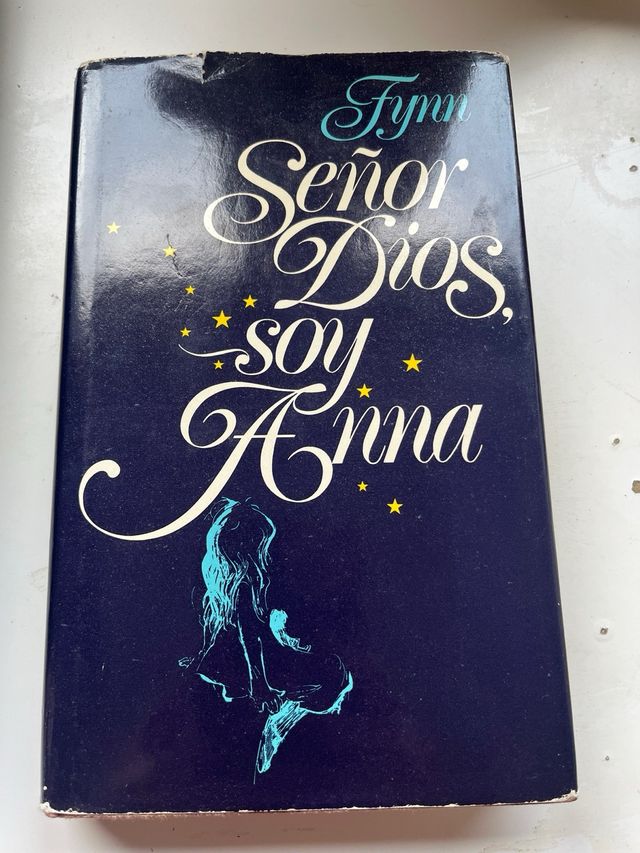 Fynn
Señor
Dios,
soy
Anna